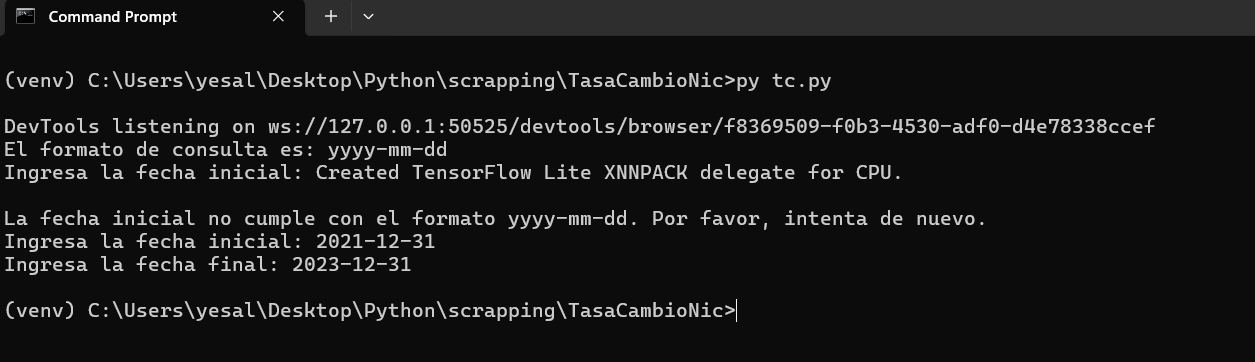 Command Prompt
(venv) C:\Users\yesal\Desktop\Python\scrapping\TasaCambioNic>py tc.py
DevTools listening on ws://127.0.0.1:50525/devtools/browser/f8369509-f0b3-4530-adf0-d4e78338ccef
El formato de consulta es: yyyy-mm-dd
Ingresa la fecha inicial: Created TensorFlow Lite XNNPACK delegate for CPU.
La fecha inicial no cumple con el formato yyyy-mm-dd. Por favor, intenta de nuevo.
Ingresa la fecha inicial: 2021-12-31
Ingresa la fecha final: 2023-12-31
(venv) C:\Users\yesal\Desktop\Python\scrapping\TasaCambioNic>